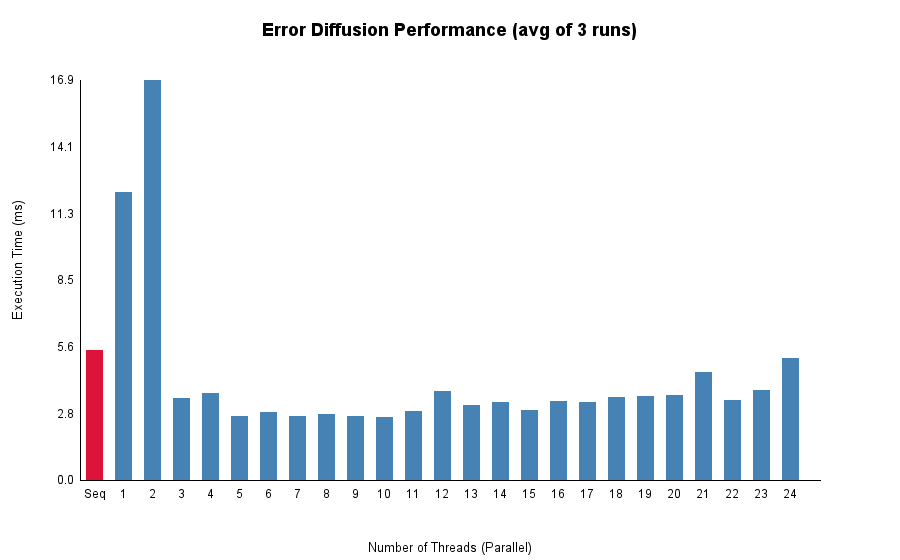 Error Diffusion Performance (avg of 3 runs)
16.9
14.1
11.3
8.5
5.6
2.8
0.0
Execution Time (ms)
Seq 1 2 3 4 5 6 7 8 9 10 11 12 13 14 15 16 17 18 19 20 21 22 23 24
Number of Threads (Parallel)